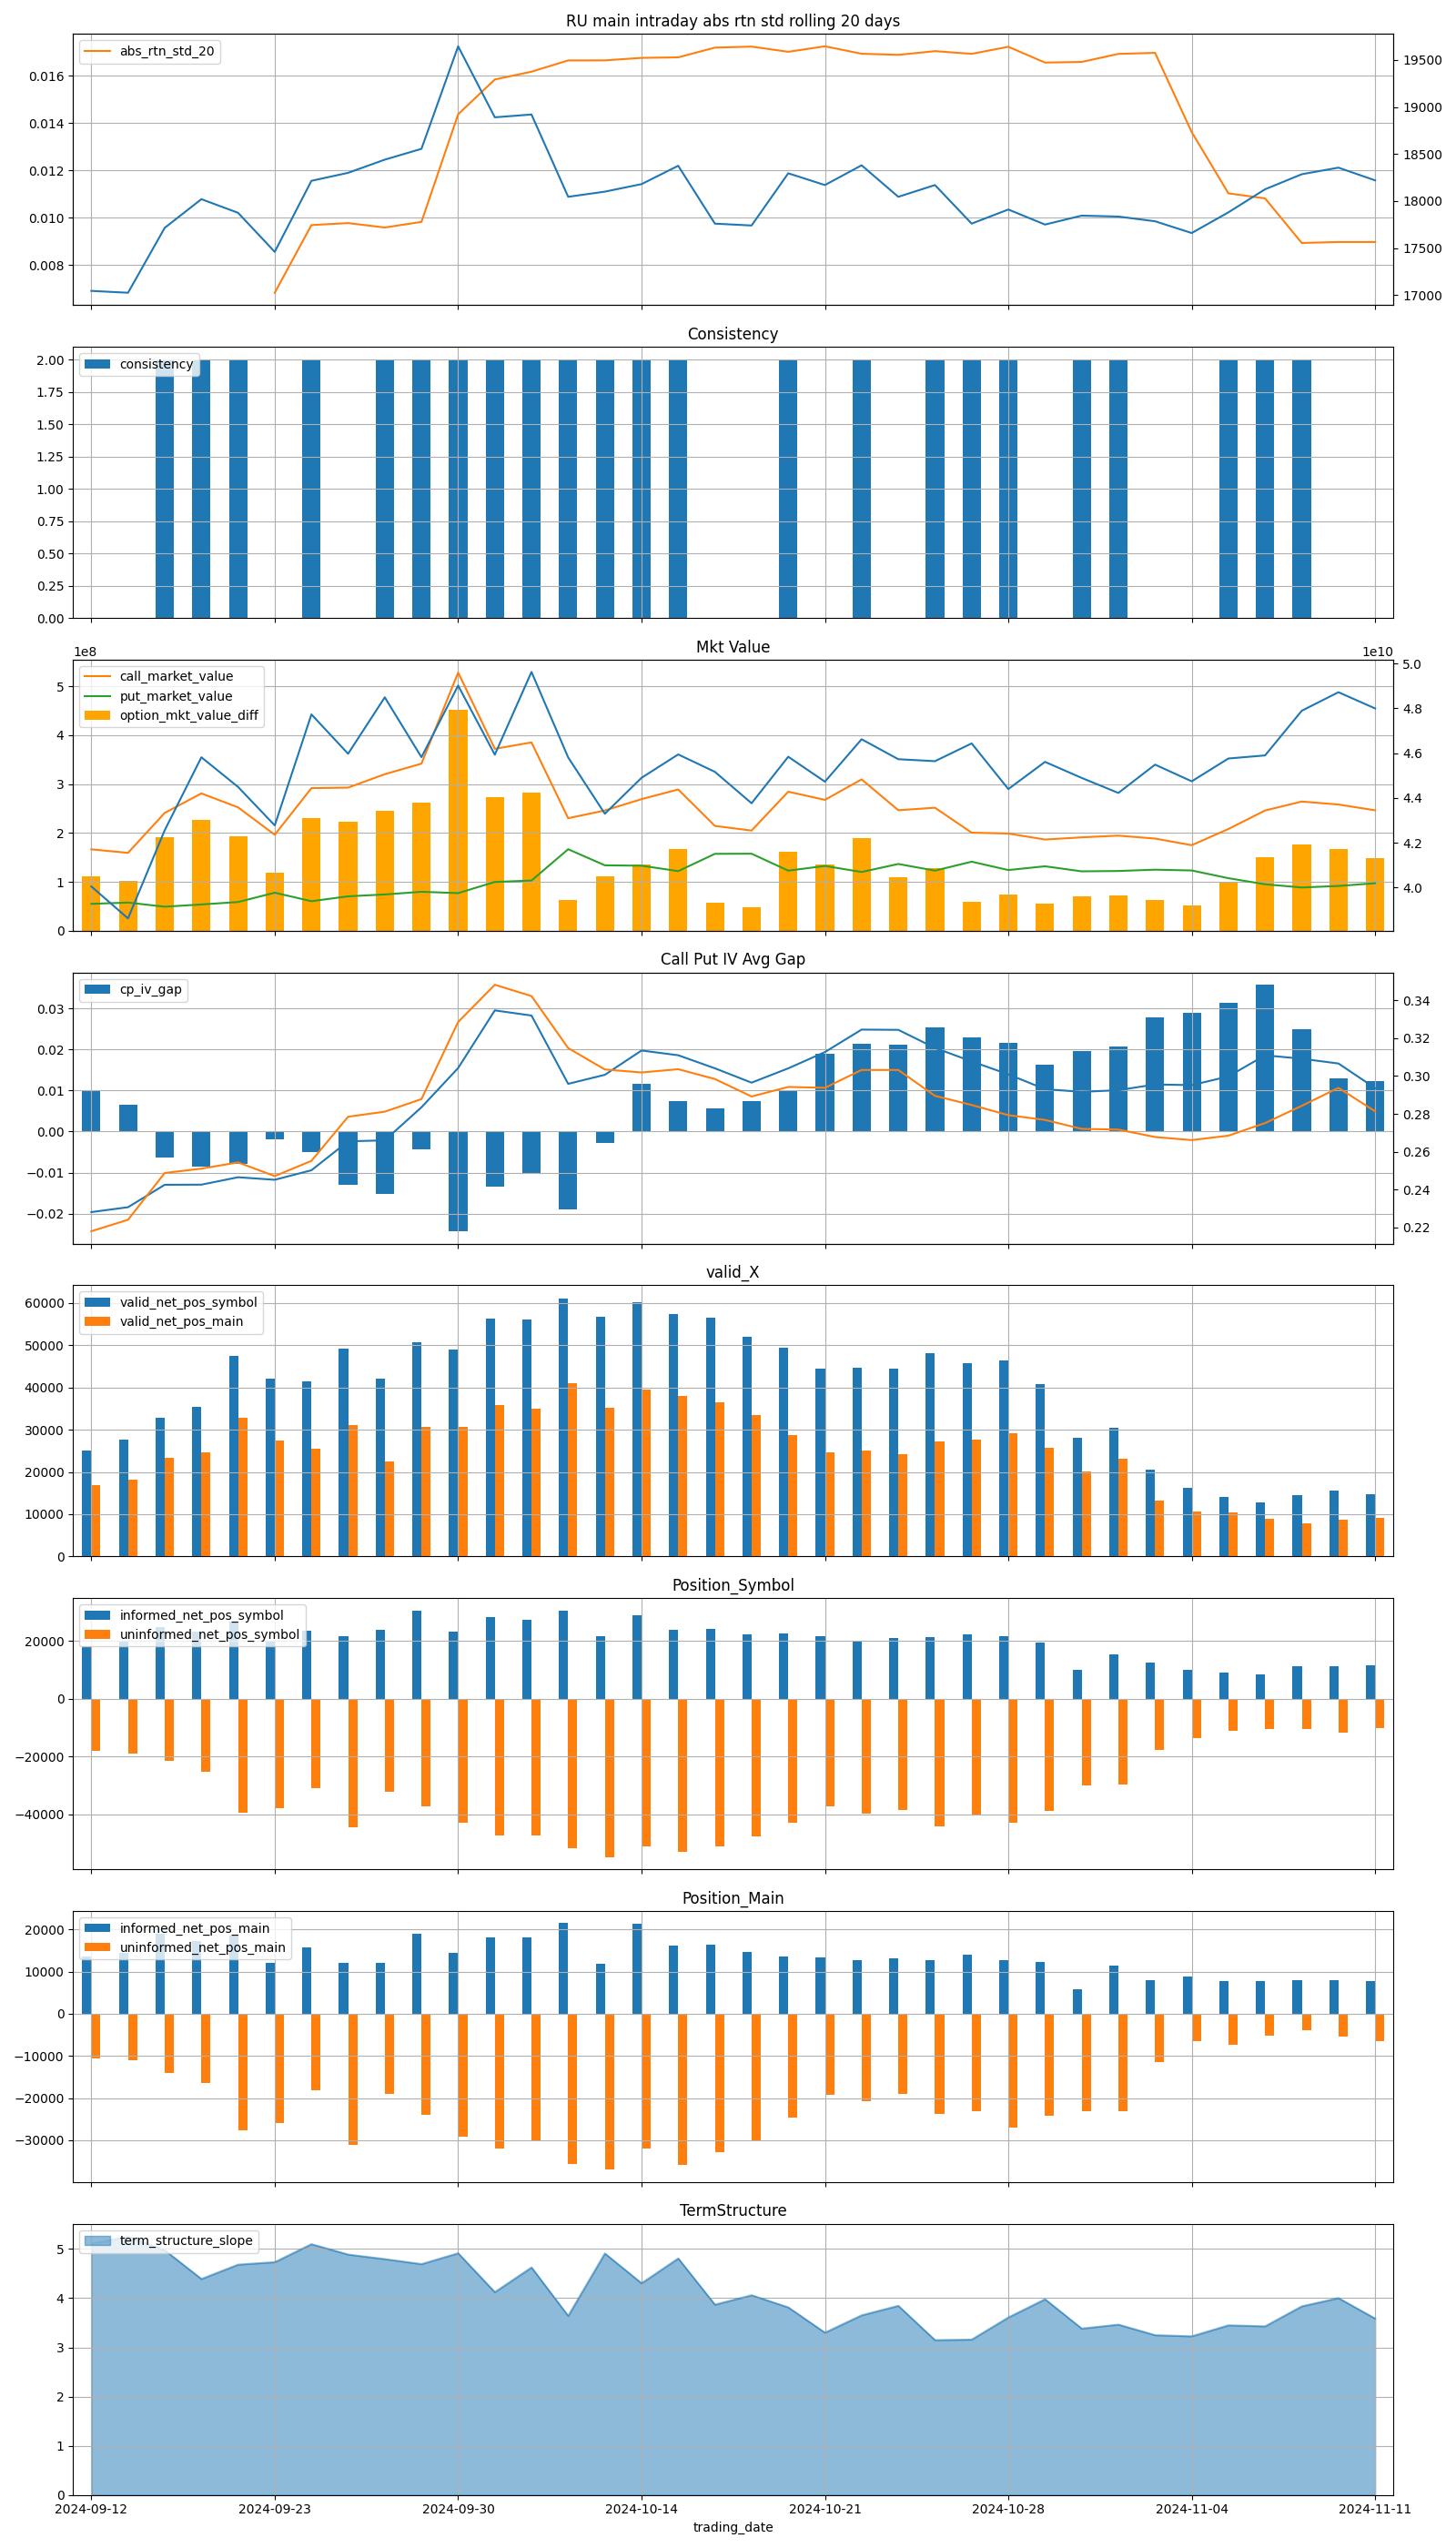 RU main intraday abs rtn std rolling 20 days
abs_rtn_std_20
0.016
0.014
0.012
0.010
0.008
19500
19000
18500
18000
17500
17000
Consistency
consistency
2.00
1.75
1.50
1.25
1.00
0.75
0.50
0.25
0.00
Mkt Value
1e8
1e10
call_market_value
put_market_value
option_mkt_value_diff
5
4
3
2
1
0
5.0
4.8
4.6
4.4
4.2
4.0
Call Put IV Avg Gap
cp_iv_gap
0.03
0.02
0.01
0.00
−0.01
−0.02
0.34
0.32
0.30
0.28
0.26
0.24
0.22
valid_X
valid_net_pos_symbol
valid_net_pos_main
60000
50000
40000
30000
20000
10000
0
Position_Symbol
informed_net_pos_symbol
uninformed_net_pos_symbol
20000
0
−20000
−40000
Position_Main
informed_net_pos_main
uninformed_net_pos_main
20000
10000
0
−10000
−20000
−30000
TermStructure
term_structure_slope
5
4
3
2
1
0
2024-09-12 2024-09-23 2024-09-30 2024-10-14 2024-10-21 2024-10-28 2024-11-04 2024-11-11
trading_date